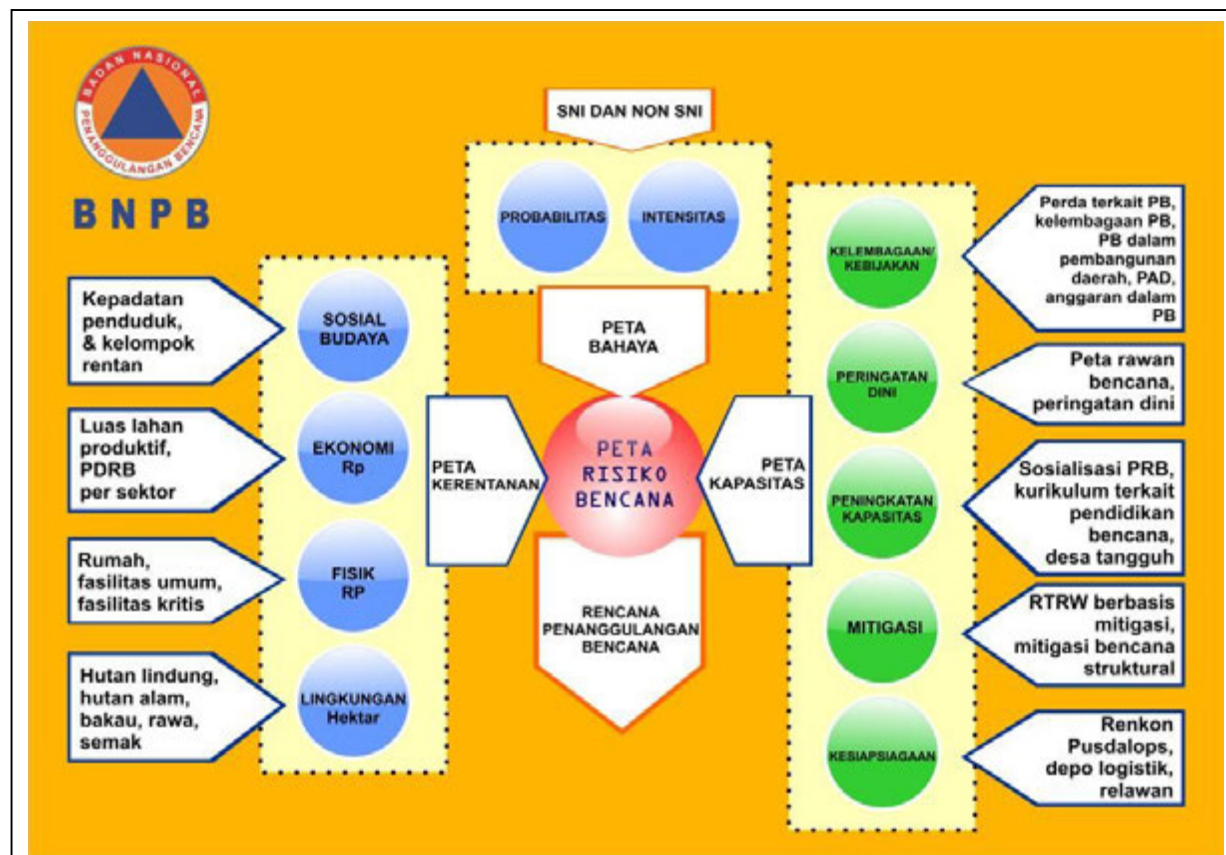 BADAN NASIONAL
PENANGGULANGAN BENCANA
BNPB
SNI DAN NON SNI
PROBABILITAS
INTENSITAS
PETA
BAHAYA
Kepadatan
penduduk,
& kelompok
rentan
Luas lahan
produktif,
PDRB
per sektor
Rumah,
fasilitas umum,
fasilitas kritis
Hutan lindung,
hutan alam,
bakau, rawa,
semak
SOSIAL
BUDAYA
EKONOMI
Rp
FISIK
RP
LINGKUNGAN
Hektar
PETA
KERENTANAN
PETA
RISIKO
BENCANA
RENCANA
PENANGGULANGAN
BENCANA
PETA
KAPASITAS
KELEMBAGAAN/
KEBIJAKAN
PERINGATAN
DINI
PENINGKATAN
KAPASITAS
MITIGASI
KESIAPSIAGAAN
Perda terkait PB,
kelembagaan PB,
PB dalam
pembangunan
daerah, PAD,
anggaran dalam
PB
Peta rawan
bencana,
peringatan dini
Sosialisasi PRB,
kurikulum terkait
pendidikan
bencana,
desa tangguh
RTRW berbasis
mitigasi,
mitigasi bencana
struktural
Renkon
Pusdalops,
depo logistik,
relawan